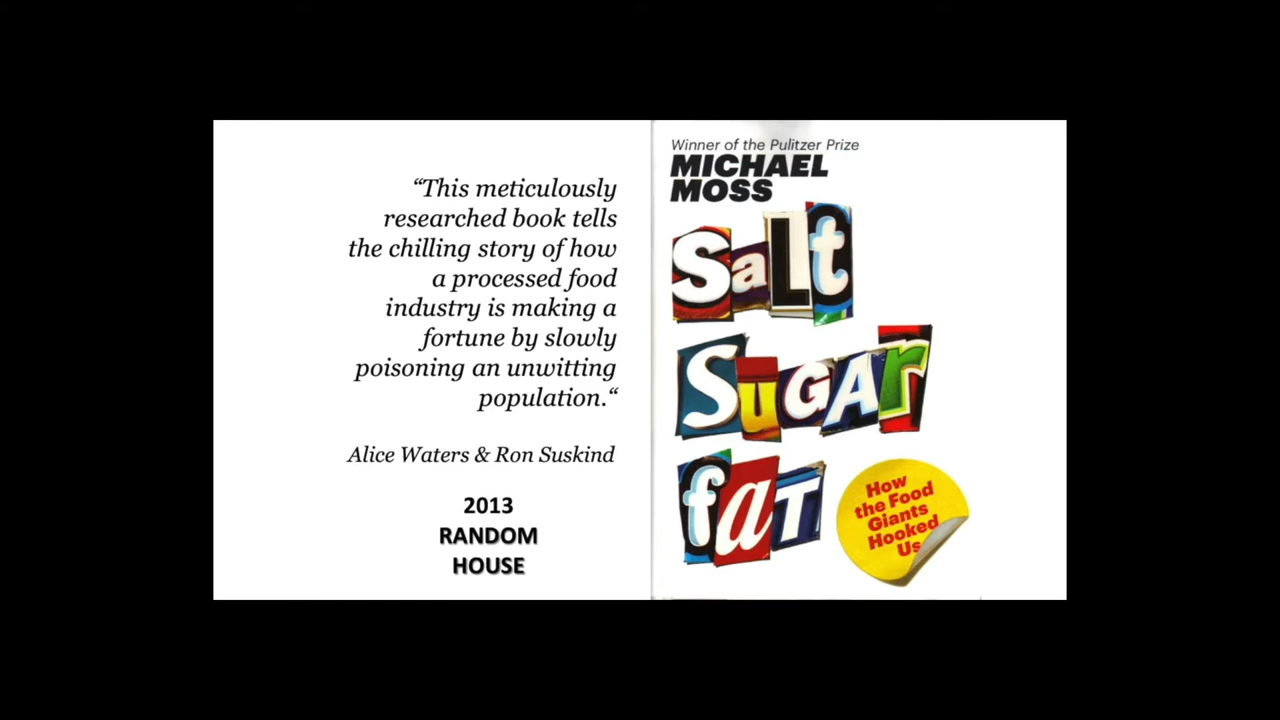 “This meticulously
researched book tells
the chilling story of how
a processed food
industry is making a
fortune by slowly
poisoning an unwitting
population.“
Alice Waters & Ron Suskind
2013
RANDOM
HOUSE
Winner of the Pulitzer Prize
MICHAEL
MOSS
SaLt
SuGAr
faT
How
the Food
Giants
Hooked
Us